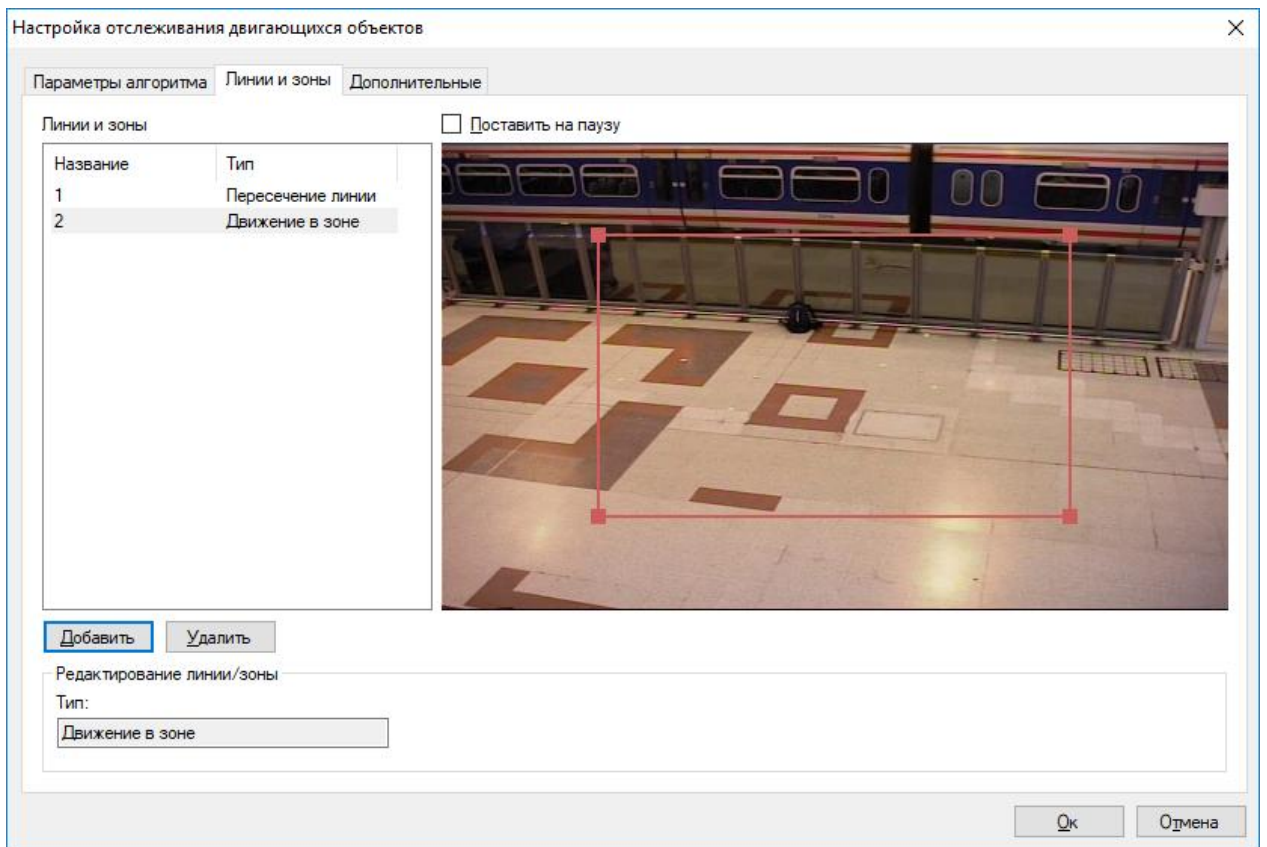 Настройка отслеживания двигающихся объектов
Параметры алгоритма Линии и зоны Дополнительные
Линии и зоны
Поставить на паузу
Название Тип
1 Пересечение линии
2 Движение в зоне
Добавить Удалить
Редактирование линии/зоны
Тип:
Движение в зоне
Ок Отмена